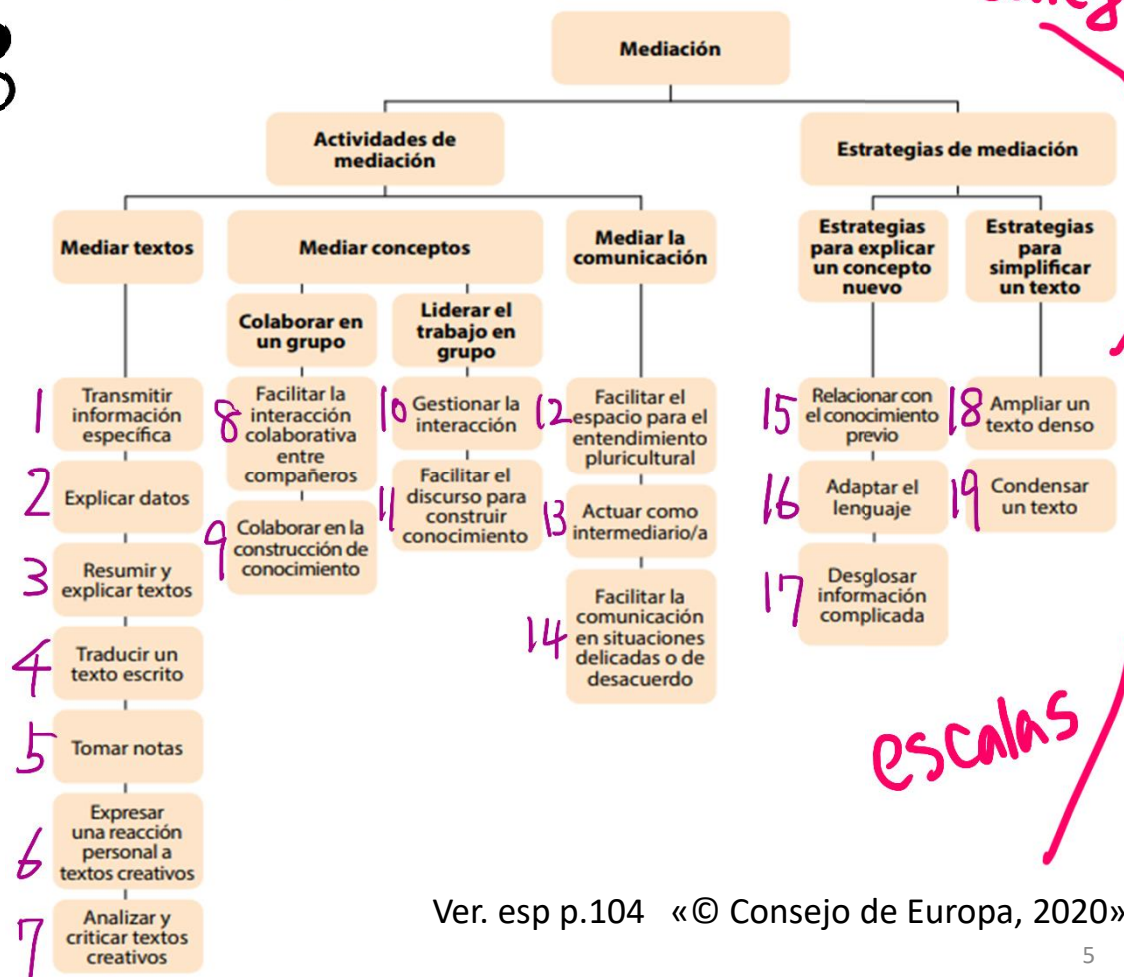 Mediación
Actividades de
mediación
Estrategias de mediación
Mediar textos
Mediar conceptos
Mediar la
comunicación
Estrategias
para explicar
un concepto
nuevo
Estrategias
para
simplificar
un texto
Colaborar en
un grupo
Liderar el
trabajo en
grupo
1
Transmitir
información
específica
2
Explicar datos
3
Resumir y
explicar textos
4
Traducir un
texto escrito
5
Tomar notas
6
Expresar
una reacción
personal a
textos creativos
7
Analizar y
criticar textos
creativos
8
Facilitar la
interacción
colaborativa
entre
compañeros
9
Colaborar en la
construcción de
conocimiento
10
Gestionar la
interacción
11
Facilitar el
discurso para
construir
conocimiento
12
Facilitar el
espacio para el
entendimiento
pluricultural
13
Actuar como
intermediario/a
14
Facilitar la
comunicación
en situaciones
delicadas o de
desacuerdo
15
Relacionar con
el conocimiento
previo
16
Adaptar el
lenguaje
17
Desglosar
información
complicada
18
Ampliar un
texto denso
19
Condensar
un texto
escalas
Ver. esp p.104 «© Consejo de Europa, 2020»
5